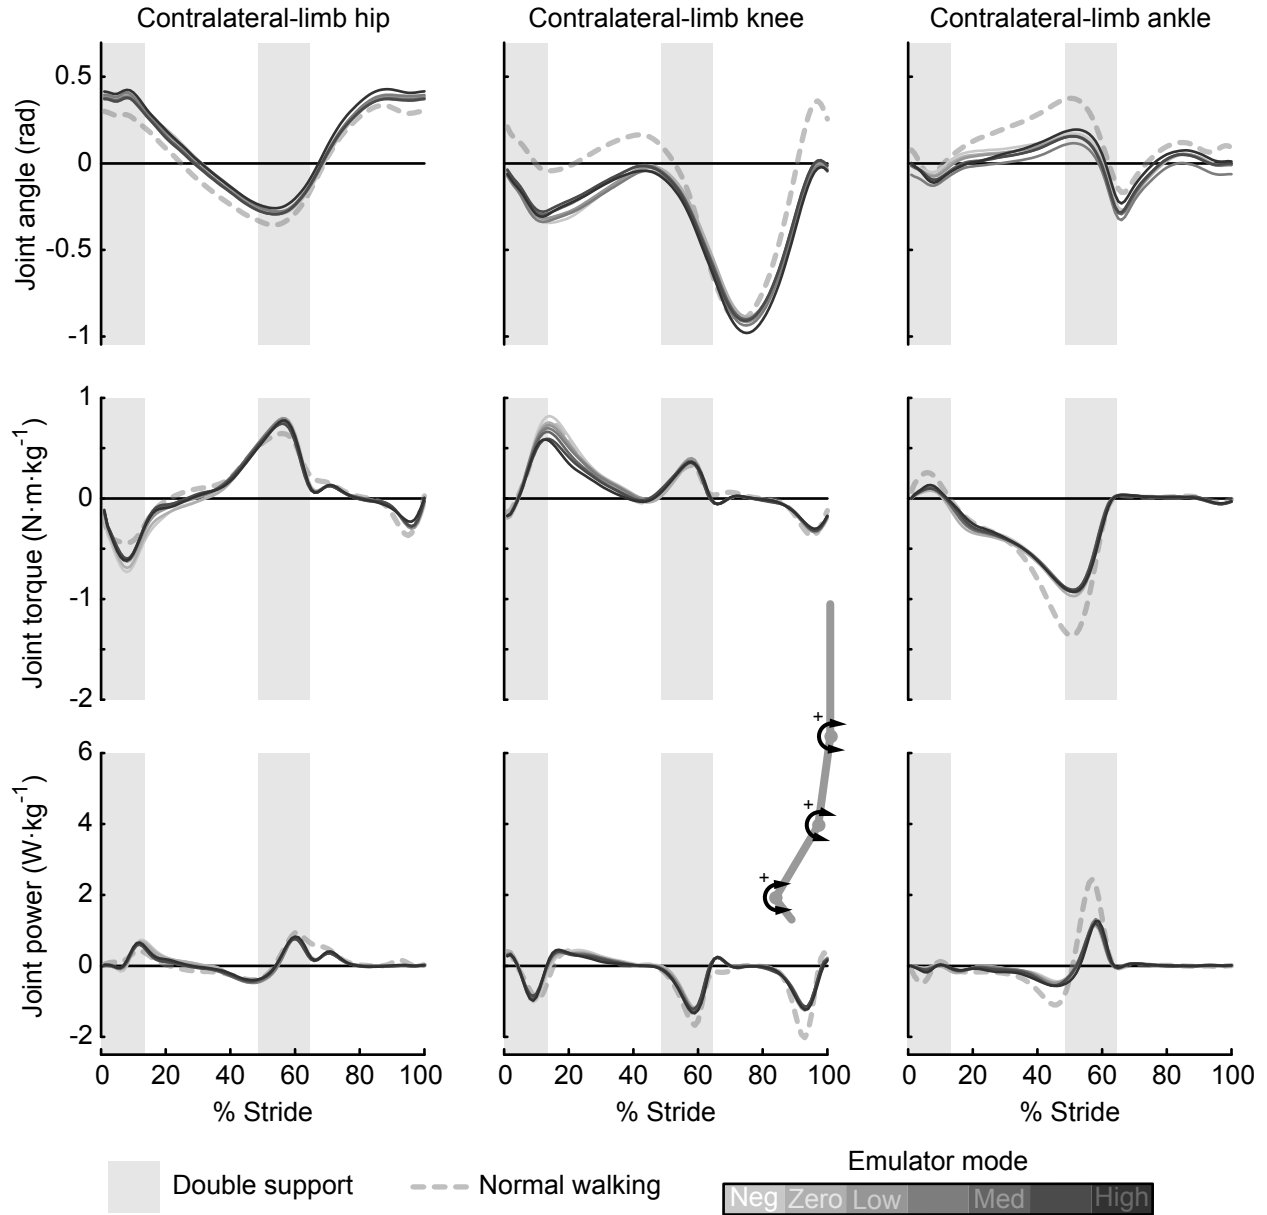 Contralateral-limb hip
Contralateral-limb knee
Contralateral-limb ankle
Joint angle (rad)
0.5
0
-0.5
-1
Joint torque (N·m·kg⁻¹)
1
0
-1
-2
+
+
+
Joint power (W·kg⁻¹)
6
4
2
0
-2
0 20 40 60 80 100
0 20 40 60 80 100
0 20 40 60 80 100
% Stride
% Stride
% Stride
Double support
Normal walking
Emulator mode
Neg Zero Low Med High